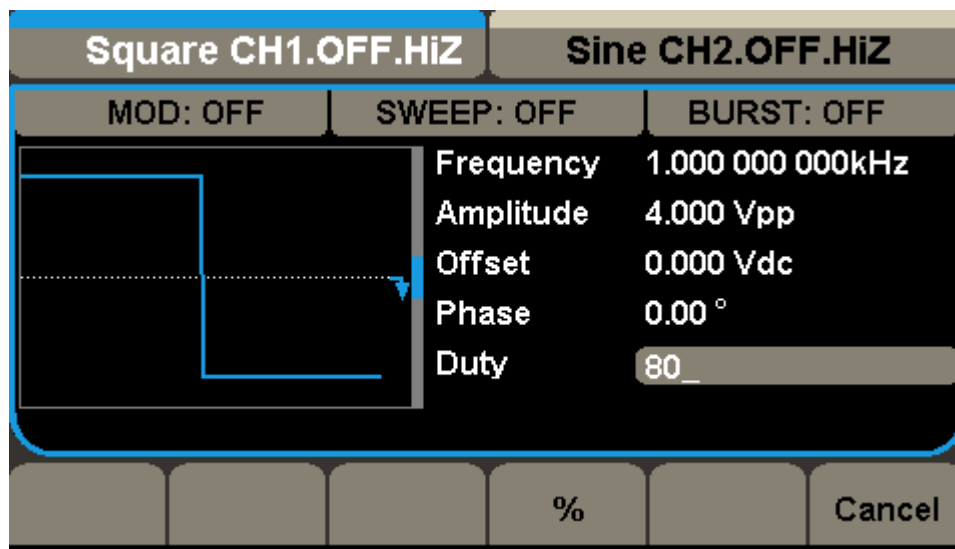 Square CH1.OFF.HiZ Sine CH2.OFF.HiZ
MOD: OFF SWEEP: OFF BURST: OFF
Frequency 1.000 000 000kHz
Amplitude 4.000 Vpp
Offset 0.000 Vdc
Phase 0.00 °
Duty 80_
% Cancel